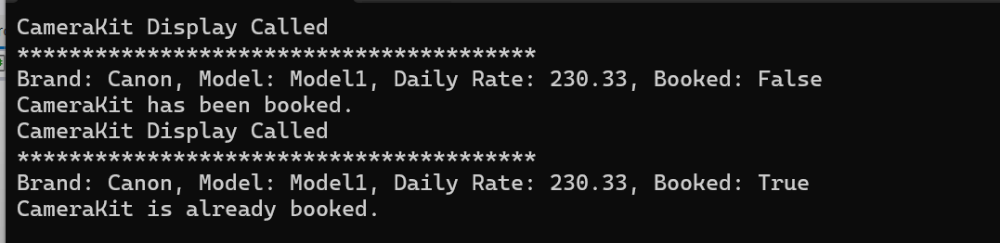 CameraKit Display Called
****************************************
Brand: Canon, Model: Model1, Daily Rate: 230.33, Booked: False
CameraKit has been booked.
CameraKit Display Called
****************************************
Brand: Canon, Model: Model1, Daily Rate: 230.33, Booked: True
CameraKit is already booked.